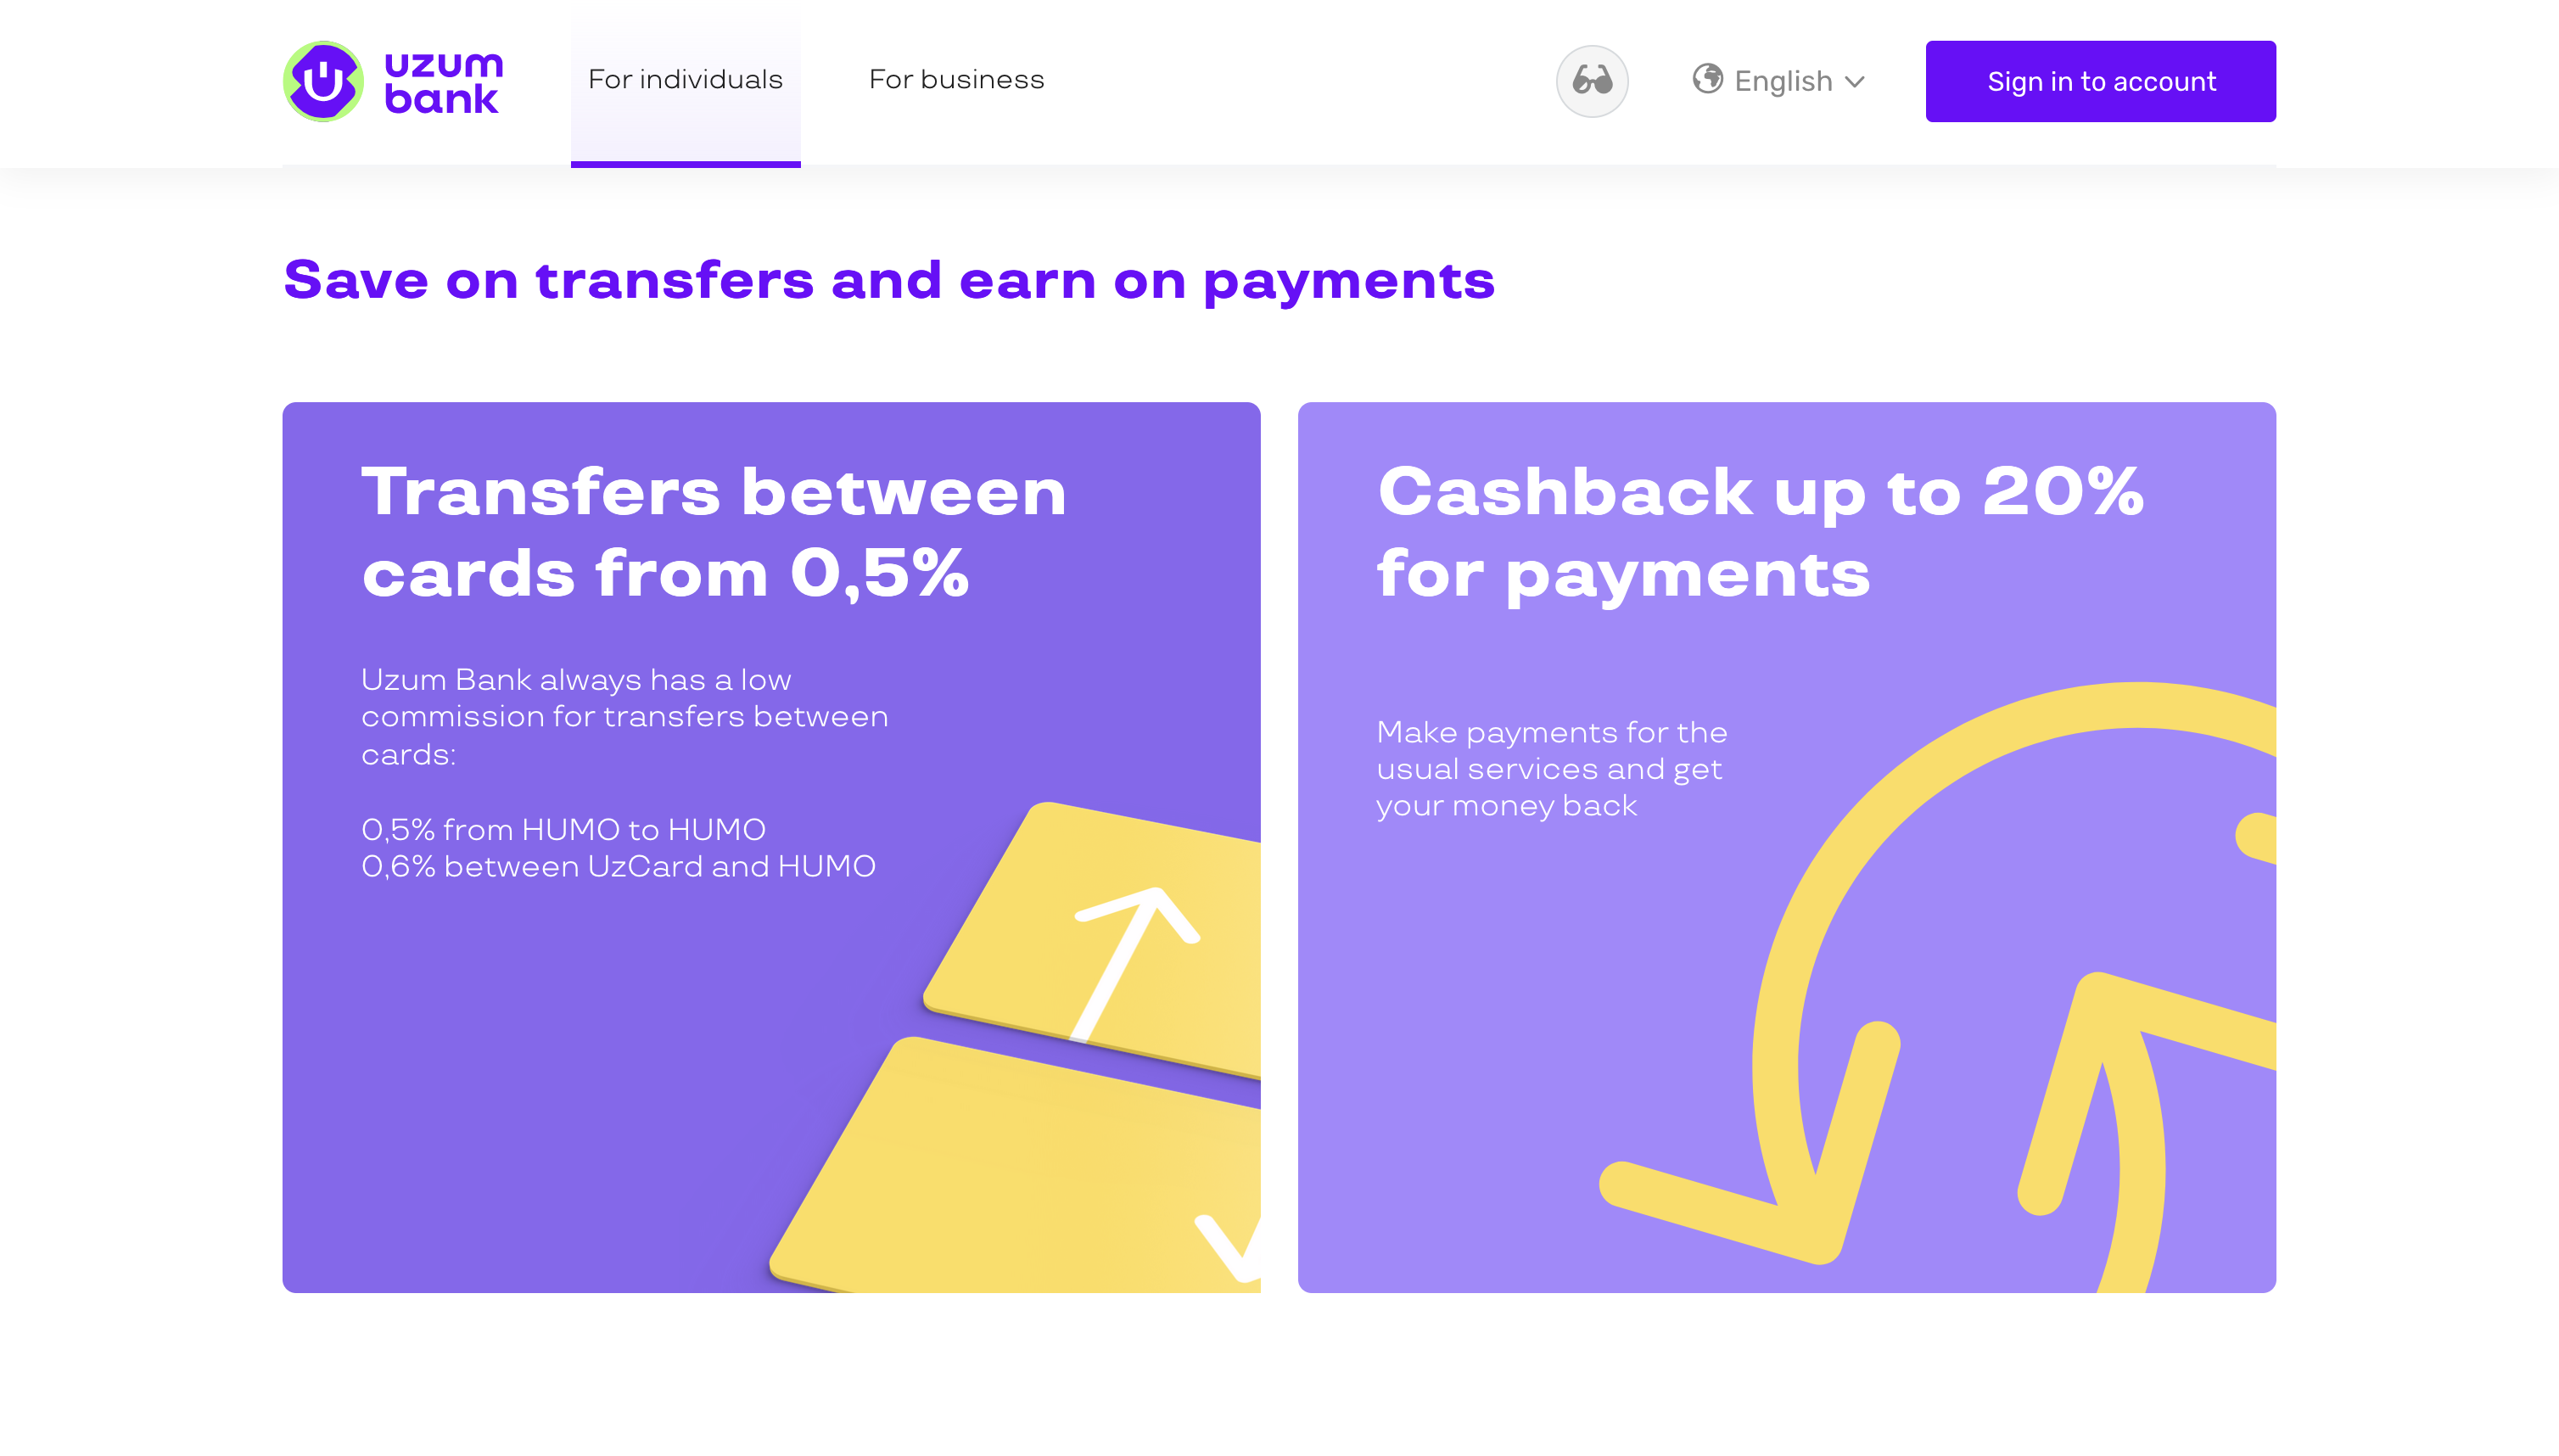 uzum
bank
For individuals
For business
English
Sign in to account
Save on transfers and earn on payments
Transfers between
cards from 0,5%
Uzum Bank always has a low
commission for transfers between
cards:
0,5% from HUMO to HUMO
0,6% between UzCard and HUMO
Cashback up to 20%
for payments
Make payments for the
usual services and get
your money back